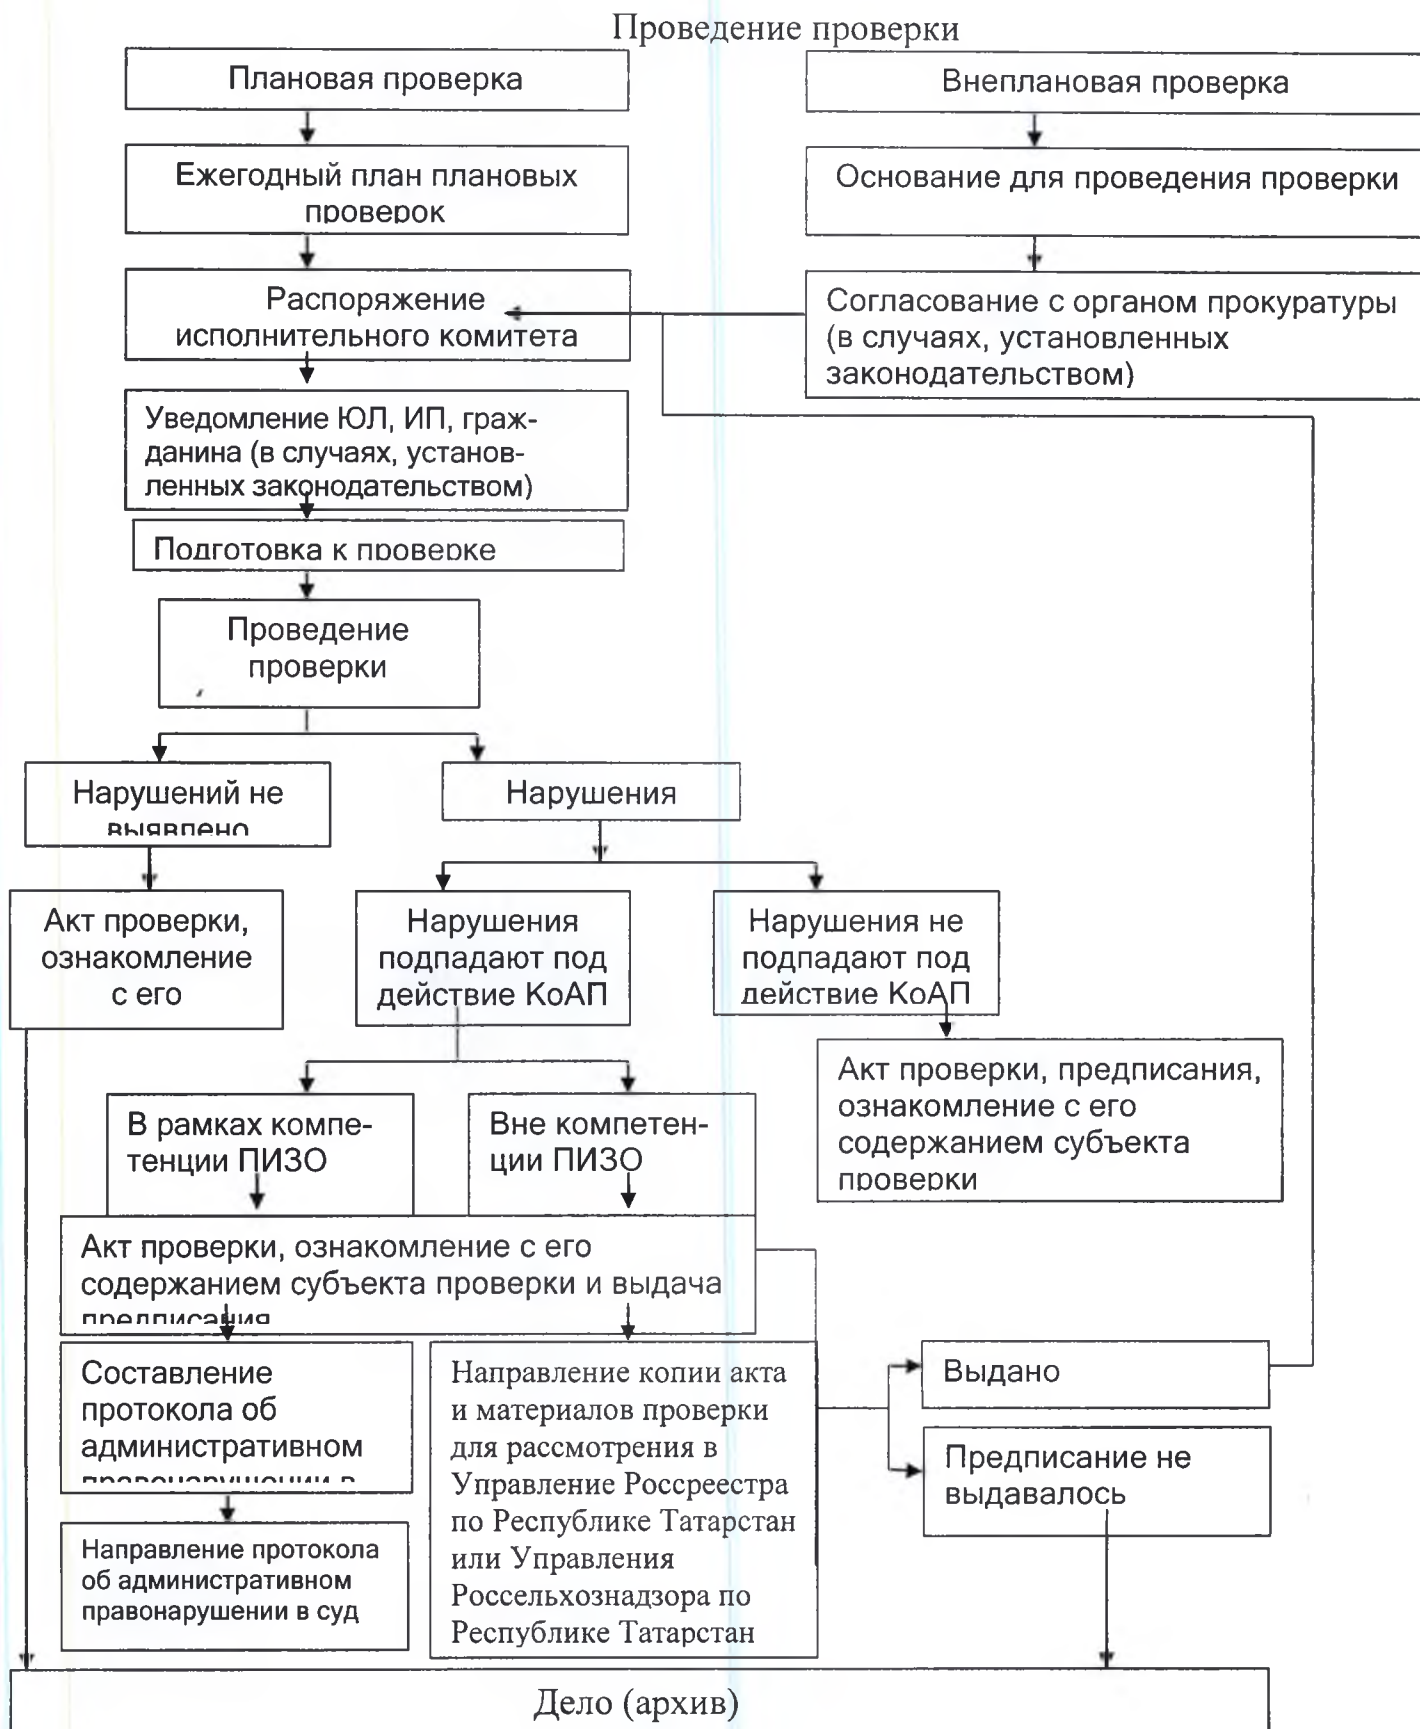 Проведение проверки
Плановая проверка
Внеплановая проверка
Ежегодный план плановых
проверок
Основание для проведения проверки
Распоряжение
исполнительного комитета
Согласование с органом прокуратуры
(в случаях, установленных
законодательством)
Уведомление ЮЛ, ИП, граж-
данина (в случаях, установ-
ленных законодательством)
Подготовка к проверке
Проведение
проверки
Нарушений не
выявлено
Нарушения
Акт проверки,
ознакомление
с его
Нарушения
подпадают под
действие КоАП
Нарушения не
подпадают под
действие КоАП
Акт проверки, предписания,
ознакомление с его
содержанием субъекта
проверки
В рамках компе-
тенции ПИЗО
Вне компетен-
ции ПИЗО
Акт проверки, ознакомление с его
содержанием субъекта проверки и выдача
предписания
Составление
протокола об
административном
правонарушении в
Направление копии акта
и материалов проверки
для рассмотрения в
Управление Россреестра
по Республике Татарстан
или Управления
Россельхознадзора по
Республике Татарстан
Выдано
Предписание не
выдавалось
Направление протокола
об административном
правонарушении в суд
Дело (архив)